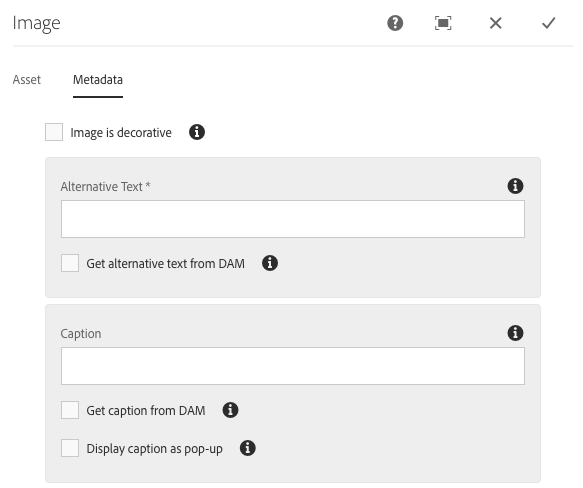 Image
Asset Metadata
Image is decorative
Alternative Text *
Get alternative text from DAM
Caption
Get caption from DAM
Display caption as pop-up